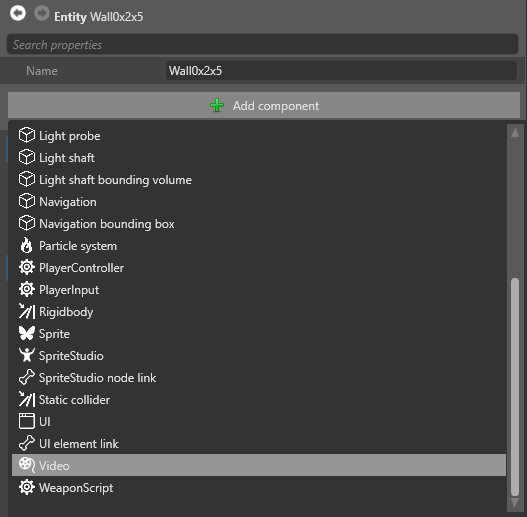 Entity Wall0x2x5
Search properties
Name Wall0x2x5
Add component
Light probe
Light shaft
Light shaft bounding volume
Navigation
Navigation bounding box
Particle system
PlayerController
PlayerInput
Rigidbody
Sprite
SpriteStudio
SpriteStudio node link
Static collider
UI
UI element link
Video
WeaponScript